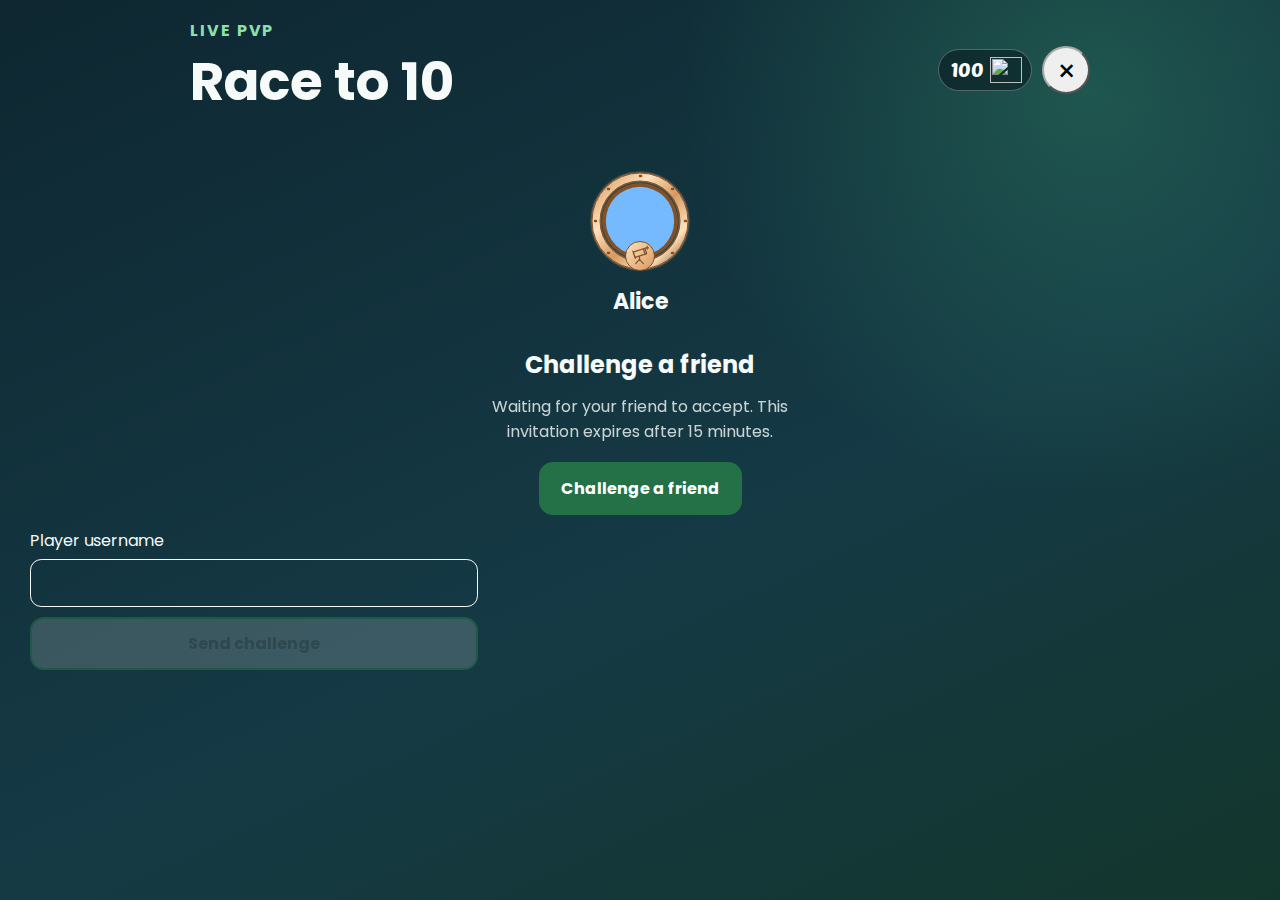 LIVE PVP
Race to 10
100
×
Alice
Challenge a friend
Waiting for your friend to accept. This
invitation expires after 15 minutes.
Challenge a friend
Player username
Send challenge